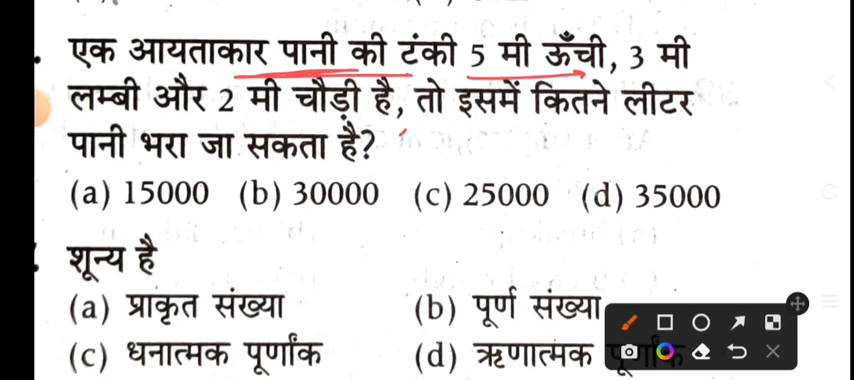 एक आयताकार पानी की टंकी 5 मी ऊँची, 3 मी
लम्बी और 2 मी चौड़ी है, तो इसमें कितने लीटर
पानी भरा जा सकता है?
(a) 15000 (b) 30000 (c) 25000 (d) 35000
शून्य है
(a) प्राकृत संख्या (b) पूर्ण संख्या
(c) धनात्मक पूर्णांक (d) ऋणात्मक